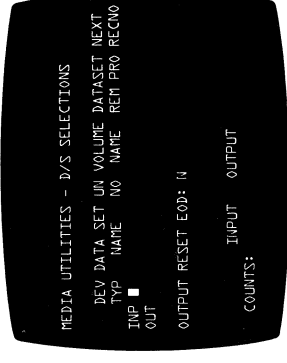 MEDIA UTILITIES - D/S SELECTIONS
DEV DATA SET UN VOLUME DATASET NEXT
TYP NAME NO NAME REM PRO RECNO
INP
OUT
OUTPUT RESET EOD: N
INPUT OUTPUT
COUNTS: